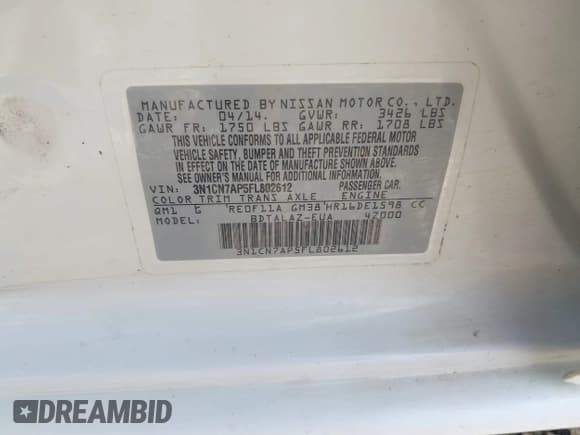 MANUFACTURED BY NISSAN MOTOR CO., LTD.
DATE: 04/14. GVWR: 3426 LBS
GAWR FR: 1750 LBS GAWR RR: 1708 LBS
THIS VEHICLE CONFORMS TO ALL APPLICABLE FEDERAL MOTOR
VEHICLE SAFETY, BUMPER AND THEFT PREVENTION STANDARDS
IN EFFECT ON THE DATE OF MANUFACTURE SHOWN ABOVE.
SEE OWNERS MANUAL FOR ADDITIONAL INFORMATION.
VIN: 3N1CN7AP5FL802612 PASSENGER CAR.
COLOR TRIM TRANS AXLE ENGINE
QM1 G RE0F11A GM38 HR16DE1598 CC
MODEL: BDTALAZ-EUA 47000
3N1CN7AP5FL802612
DREAMBID